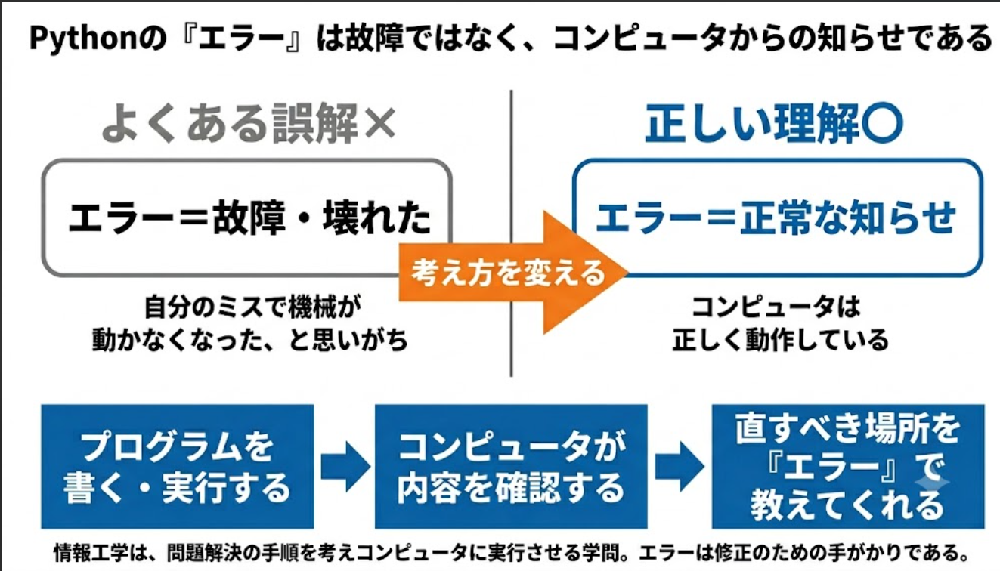 Pythonの『エラー』は故障ではなく、コンピュータからの知らせである
よくある誤解×
エラー＝故障・壊れた
自分のミスで機械が
動かなくなった、と思いがち
考え方を変える
正しい理解〇
エラー＝正常な知らせ
コンピュータは
正しく動作している
プログラムを
書く・実行する
コンピュータが
内容を確認する
直すべき場所を
『エラー』で
教えてくれる
情報工学は、問題解決の手順を考えコンピュータに実行させる学問。エラーは修正のための手がかりである。